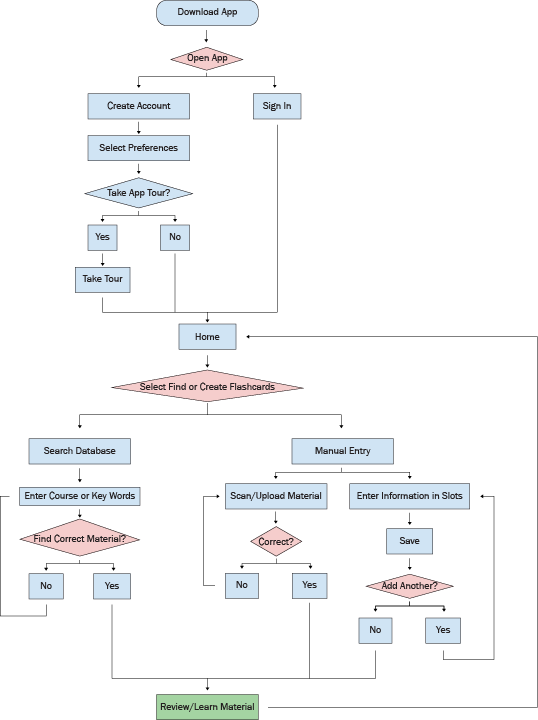 Download App
Open App
Create Account
Sign In
Select Preferences
Take App Tour?
Yes
No
Take Tour
Home
Select Find or Create Flashcards
Search Database
Manual Entry
Enter Course or Key Words
Scan/Upload Material
Enter Information in Slots
Find Correct Material?
Correct?
Save
No
Yes
No
Yes
Add Another?
No
Yes
Review/Learn Material